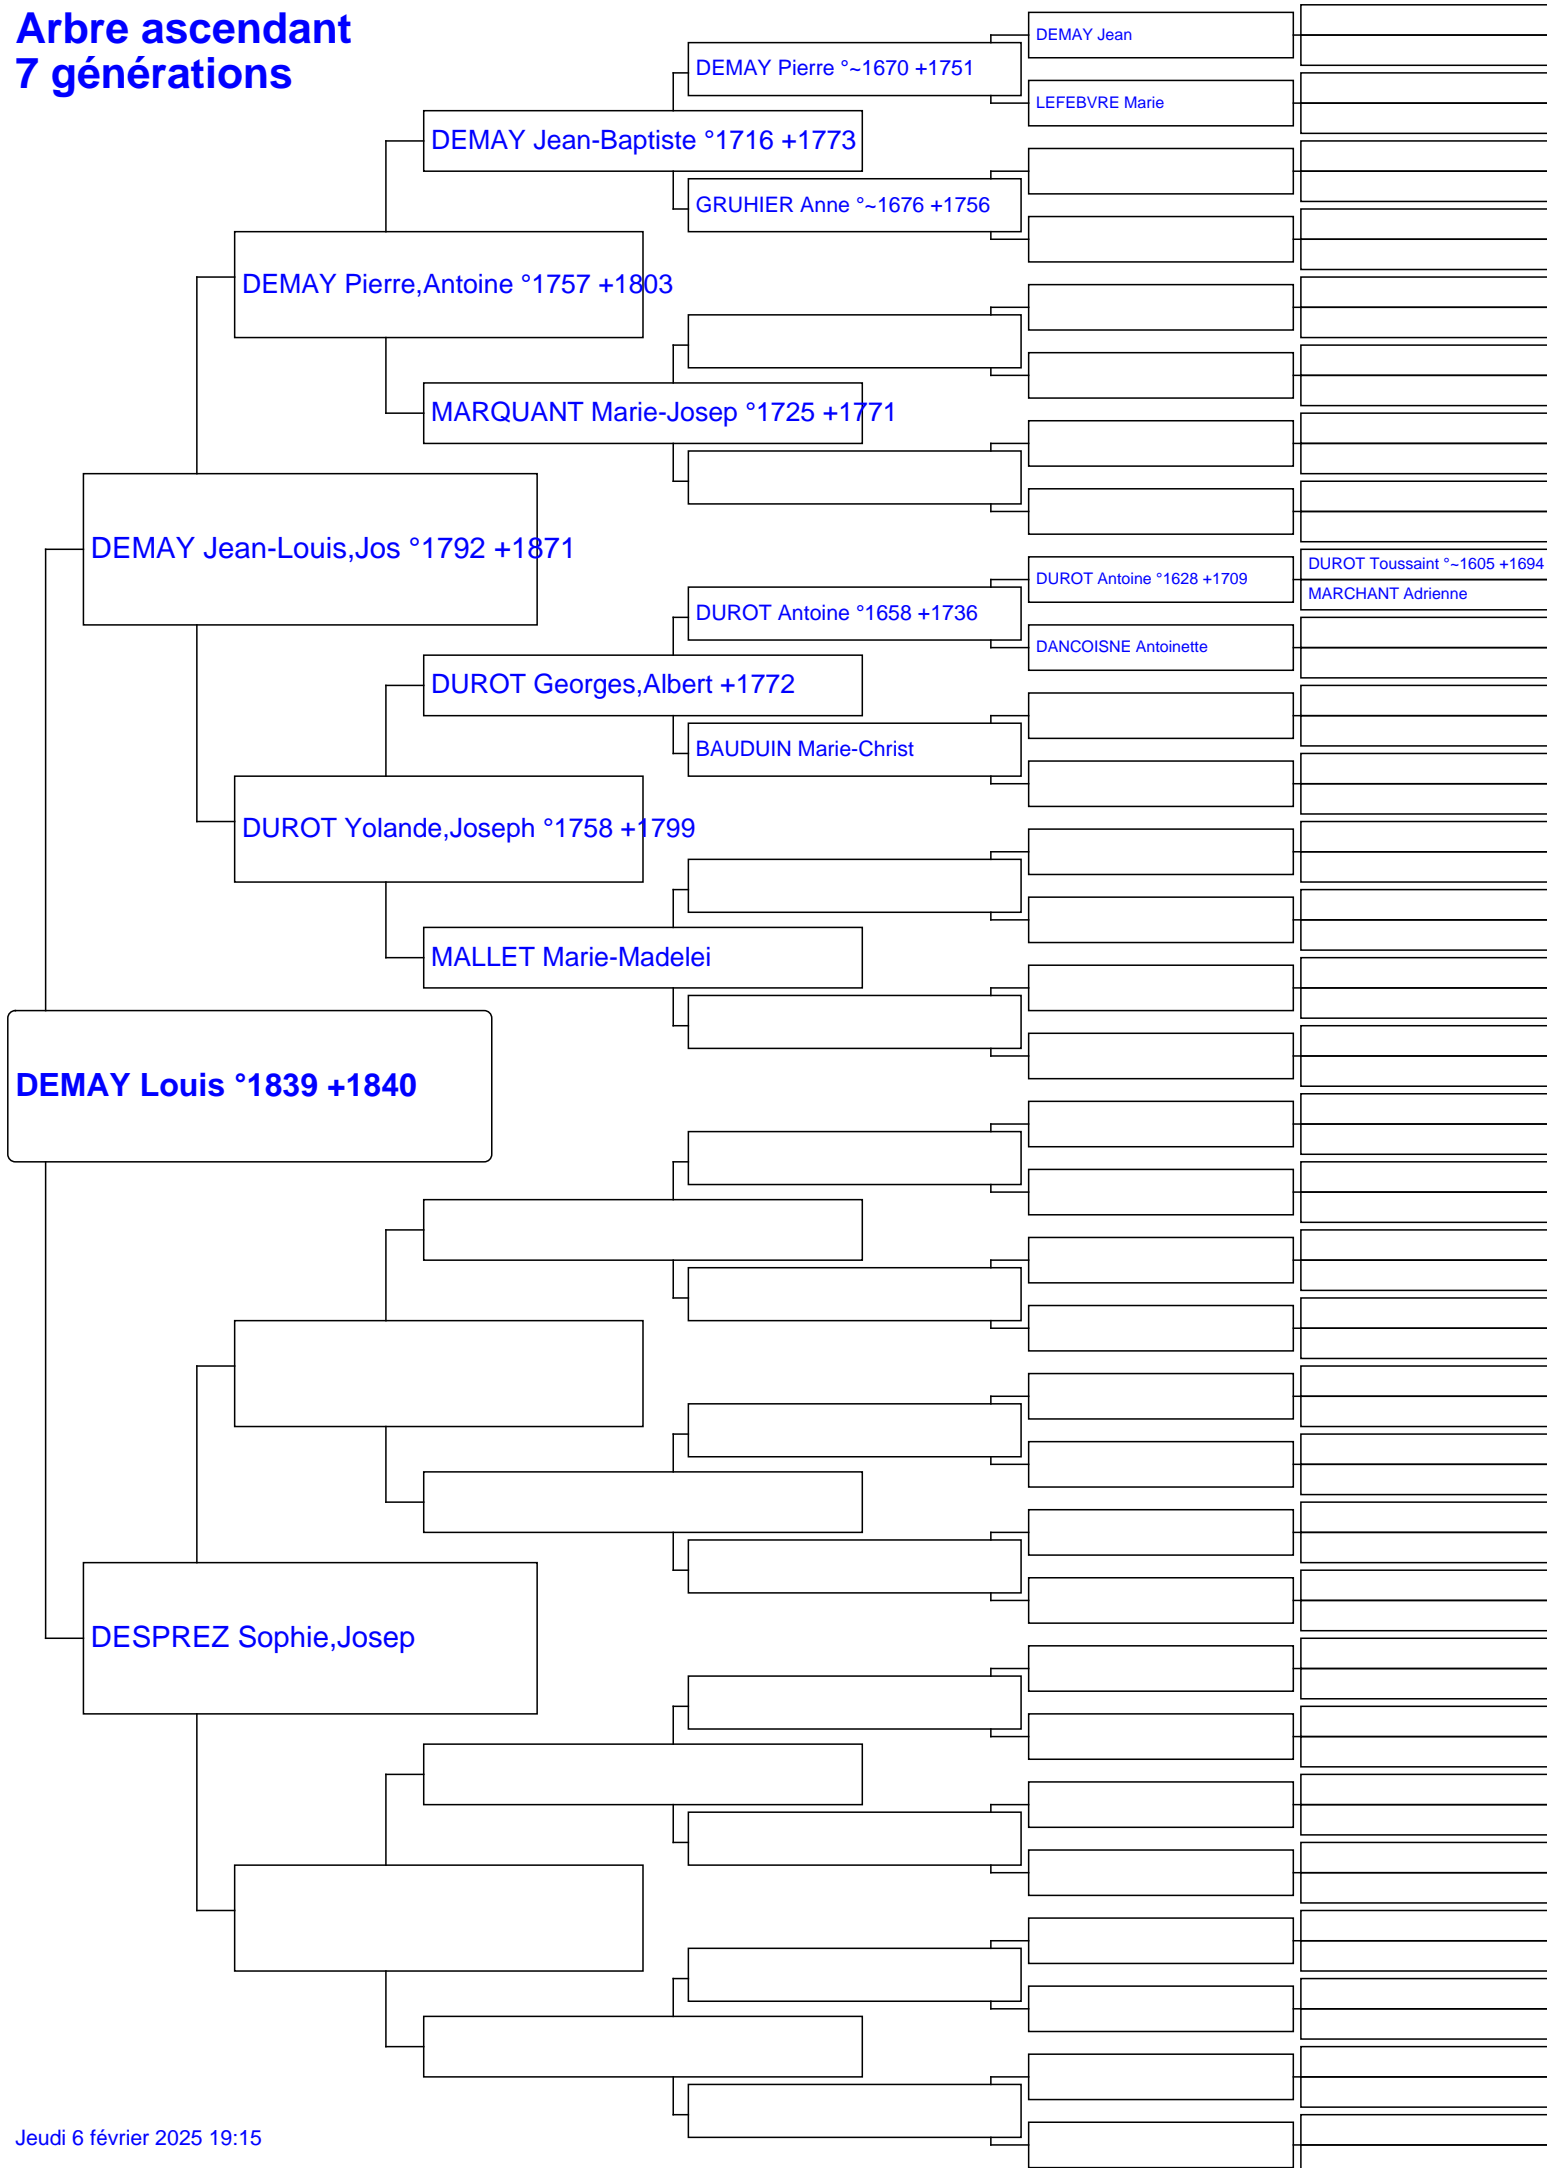 Arbre ascendant
7 générations
DEMAY Jean
DEMAY Pierre °~1670 +1751
LEFEBVRE Marie
DEMAY Jean-Baptiste °1716 +1773
GRUHIER Anne °~1676 +1756
DEMAY Pierre,Antoine °1757 +1803
MARQUANT Marie-Josep °1725 +1771
DEMAY Jean-Louis,Jos °1792 +1871
DUROT Toussaint °~1605 +1694
DUROT Antoine °1628 +1709
MARCHANT Adrienne
DUROT Antoine °1658 +1736
DANCOISNE Antoinette
DUROT Georges,Albert +1772
BAUDUIN Marie-Christ
DUROT Yolande,Joseph °1758 +1799
MALLET Marie-Madelei
DEMAY Louis °1839 +1840
DESPREZ Sophie,Josep
Jeudi 6 février 2025 19:15